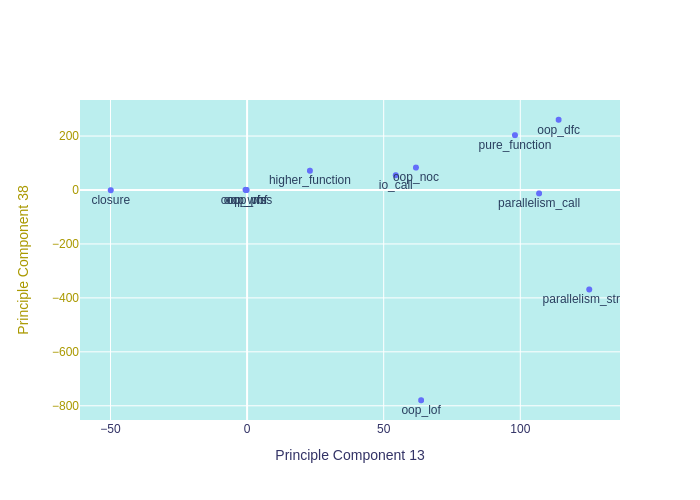 200
0
−200
−400
−600
−800
−50
0
50
100
Principle Component 38
Principle Component 13
oop_dfc
pure_function
oop_noc
higher_function
io_call
closure
parallelism_call
parallelism_str
oop_lof